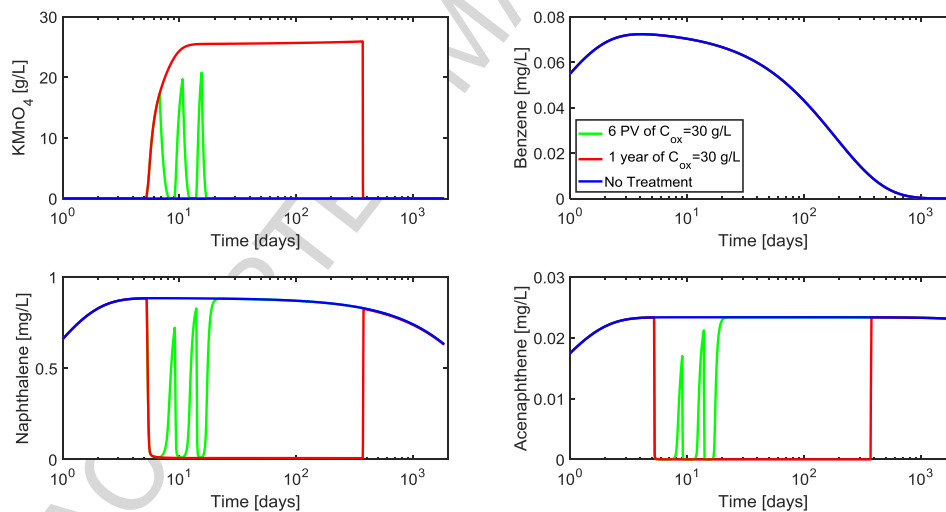 KMnO4 [g/L]
30
20
10
0
10^0
10^1
10^2
10^3
Time [days]
Benzene [mg/L]
0.08
0.06
0.04
0.02
0
6 PV of Cox=30 g/L
1 year of Cox=30 g/L
No Treatment
10^0
10^1
10^2
10^3
Time [days]
Naphthalene [mg/L]
1
0.5
0
10^0
10^1
10^2
10^3
Time [days]
Acenaphthene [mg/L]
0.03
0.02
0.01
0
10^0
10^1
10^2
10^3
Time [days]